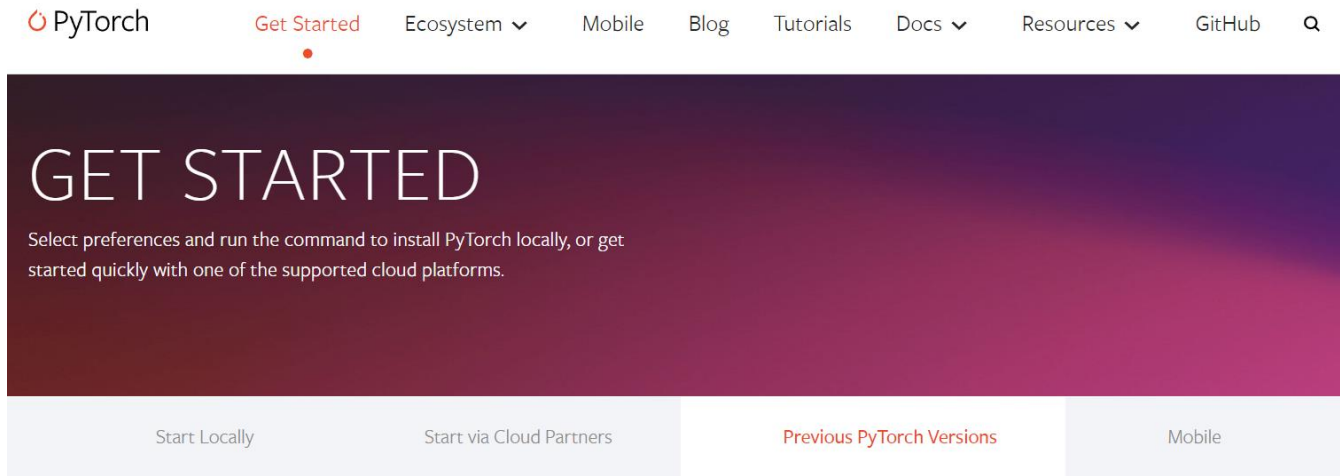 PyTorch Get Started Ecosystem Mobile Blog Tutorials Docs Resources GitHub
GET STARTED
Select preferences and run the command to install PyTorch locally, or get
started quickly with one of the supported cloud platforms.
Start Locally Start via Cloud Partners Previous PyTorch Versions Mobile